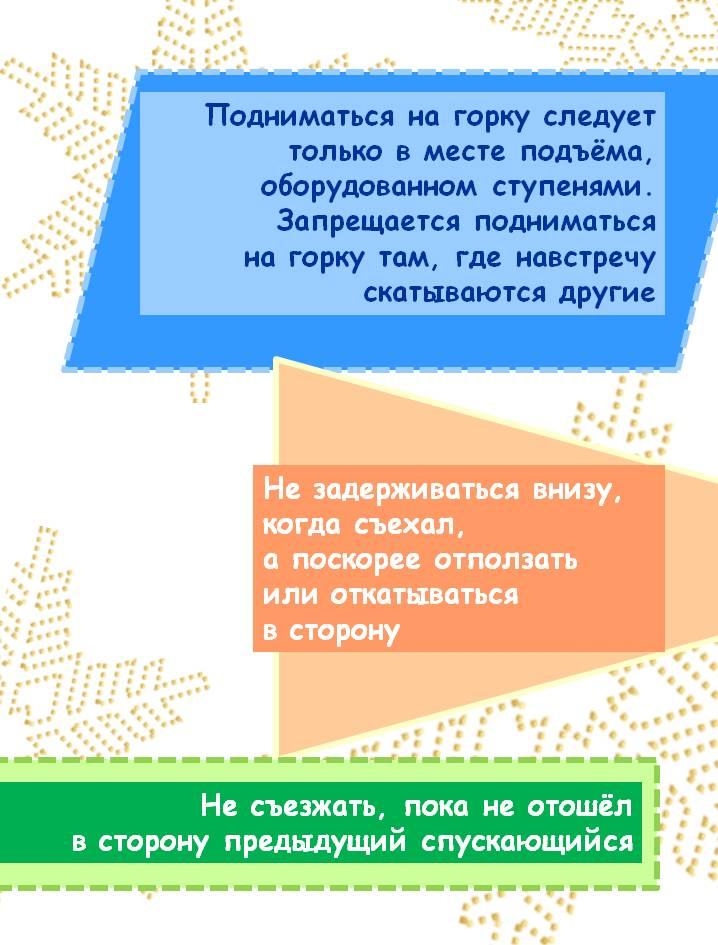 Подниматься на горку следует
только в месте подъёма,
оборудованном ступенями.
Запрещается подниматься
на горку там, где навстречу
скатываются другие
Не задерживаться внизу,
когда съехал,
а поскорее отползать
или откатываться
в сторону
Не съезжать, пока не отошёл
в сторону предыдущий спускающийся